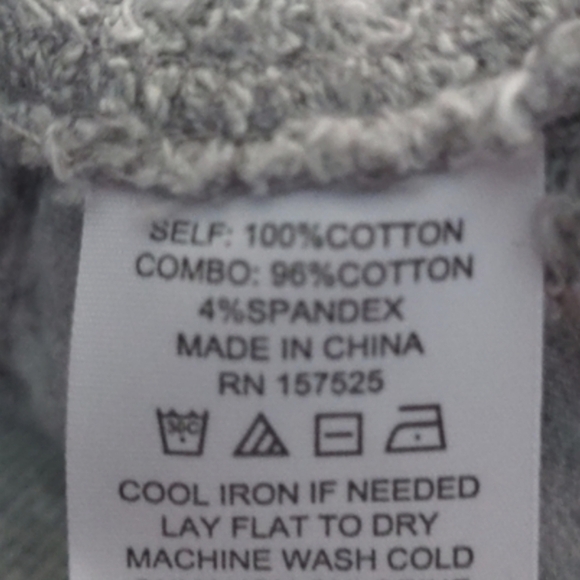 SELF: 100%COTTON
COMBO: 96%COTTON
4%SPANDEX
MADE IN CHINA
RN 157525
30C
COOL IRON IF NEEDED
LAY FLAT TO DRY
MACHINE WASH COLD